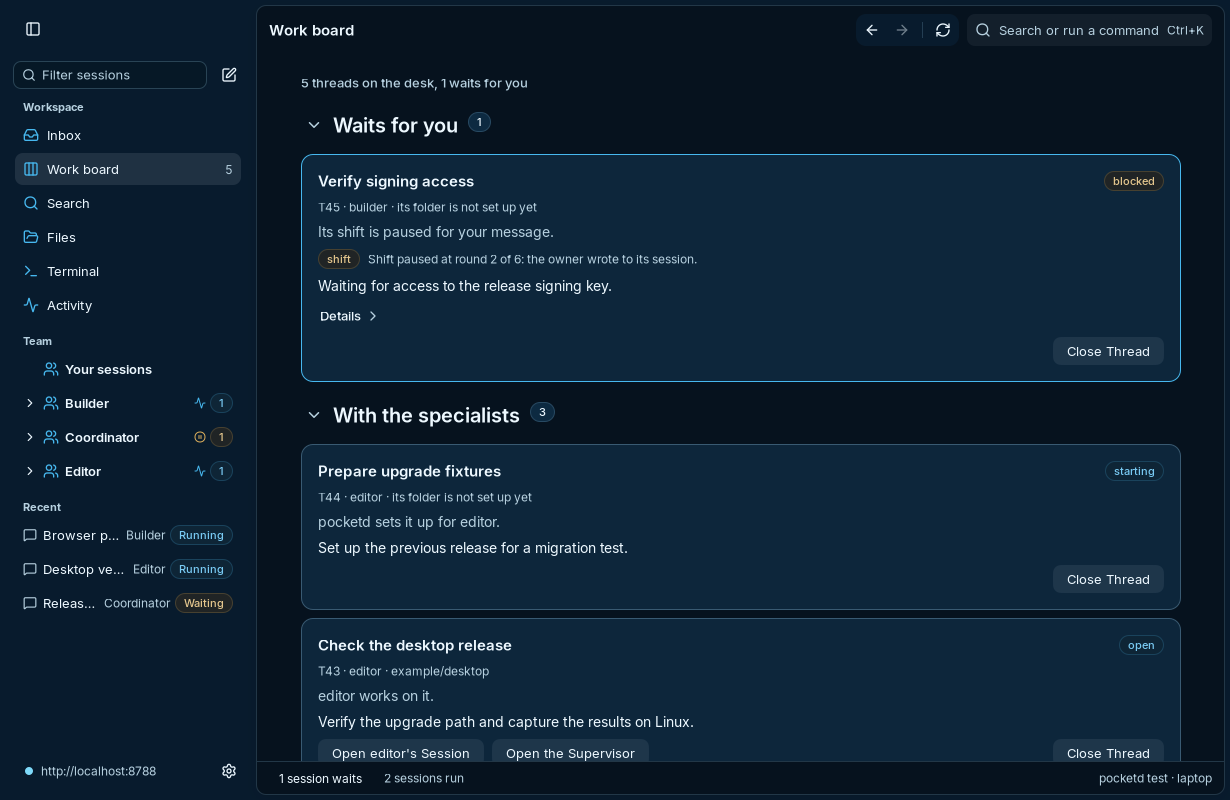 Work board
Search or run a command Ctrl+K
Filter sessions
Workspace
Inbox
Work board 5
Search
Files
Terminal
Activity
Team
Your sessions
Builder 1
Coordinator 1
Editor 1
Recent
Browser p... Builder Running
Desktop ve... Editor Running
Releas... Coordinator Waiting
http://localhost:8788
5 threads on the desk, 1 waits for you
Waits for you 1
Verify signing access blocked
T45 · builder · its folder is not set up yet
Its shift is paused for your message.
shift Shift paused at round 2 of 6: the owner wrote to its session.
Waiting for access to the release signing key.
Details
Close Thread
With the specialists 3
Prepare upgrade fixtures starting
T44 · editor · its folder is not set up yet
pocketd sets it up for editor.
Set up the previous release for a migration test.
Close Thread
Check the desktop release open
T43 · editor · example/desktop
editor works on it.
Verify the upgrade path and capture the results on Linux.
Open editor's Session Open the Supervisor Close Thread
1 session waits 2 sessions run pocketd test · laptop